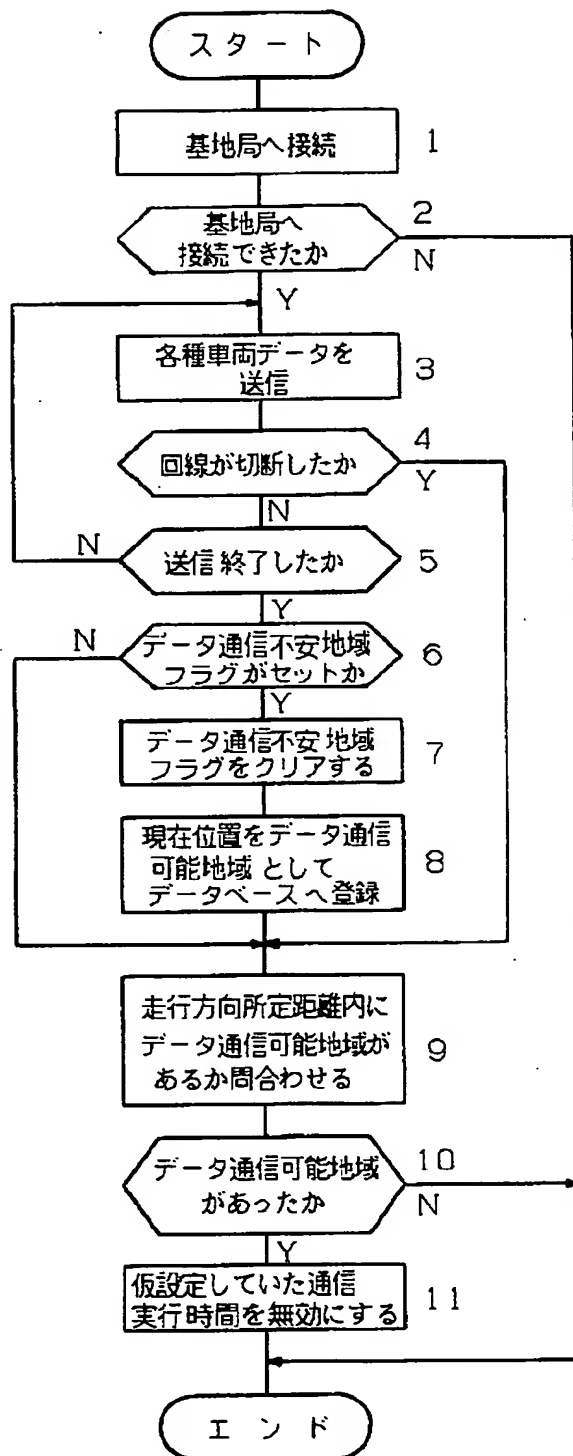 スタート
基地局へ接続
1
基地局へ
接続できたか
2
N
Y
各種車両データを
送信
3
回線が切断したか
4
Y
N
送信終了したか
5
N
Y
データ通信不安地域
フラグがセットか
6
N
Y
データ通信不安地域
フラグをクリアする
7
現在位置をデータ通信
可能地域として
データベースへ登録
8
走行方向所定距離内に
データ通信可能地域が
あるか問合わせる
9
データ通信可能地域
があったか
10
N
Y
仮設定していた通信
実行時間を無効にする
11
エンド